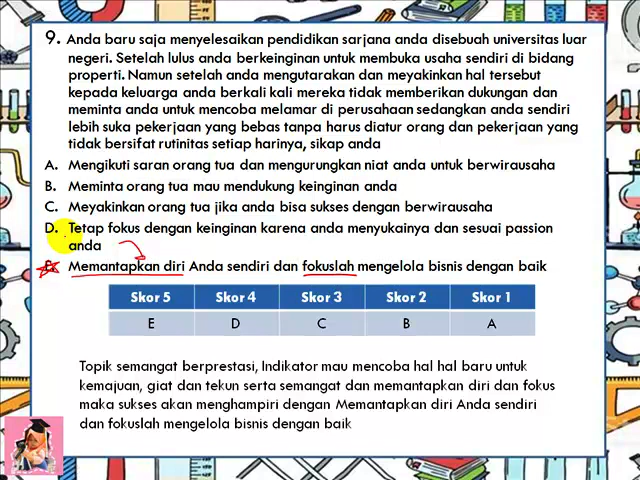 9. Anda baru saja menyelesaikan pendidikan sarjana anda disebuah universitas luar
negeri. Setelah lulus anda berkeinginan untuk membuka usaha sendiri di bidang
properti. Namun setelah anda mengutarakan dan meyakinkan hal tersebut
kepada keluarga anda berkali kali mereka tidak memberikan dukungan dan
meminta anda untuk mencoba melamar di perusahaan sedangkan anda sendiri
lebih suka pekerjaan yang bebas tanpa harus diatur orang dan pekerjaan yang
tidak bersifat rutinitas setiap harinya, sikap anda
A. Mengikuti saran orang tua dan mengurungkan niat anda untuk berwirausaha
B. Meminta orang tua mau mendukung keinginan anda
C. Meyakinkan orang tua jika anda bisa sukses dengan berwirausaha
D. Tetap fokus dengan keinginan karena anda menyukainya dan sesuai passion
anda
E. Memantapkan diri Anda sendiri dan fokuslah mengelola bisnis dengan baik
Skor 5 Skor 4 Skor 3 Skor 2 Skor 1
E D C B A
Topik semangat berprestasi, Indikator mau mencoba hal hal baru untuk
kemajuan, giat dan tekun serta semangat dan memantapkan diri dan fokus
maka sukses akan menghampiri dengan Memantapkan diri Anda sendiri
dan fokuslah mengelola bisnis dengan baik